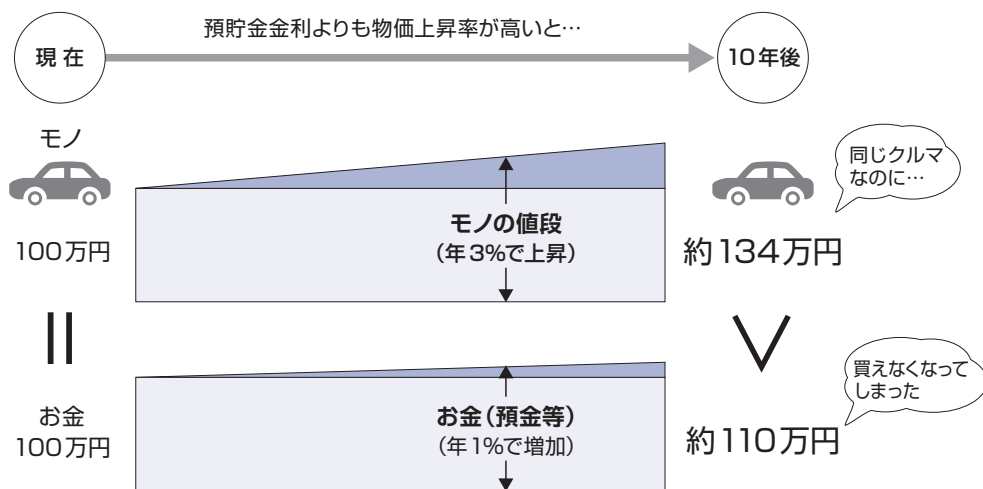 預貯金金利よりも物価上昇率が高いと…
現在
10年後
モノ
100万円
モノの値段
（年3%で上昇）
同じクルマ
なのに…
約134万円
お金
100万円
お金（預金等）
（年1%で増加）
買えなくなって
しまった
約110万円